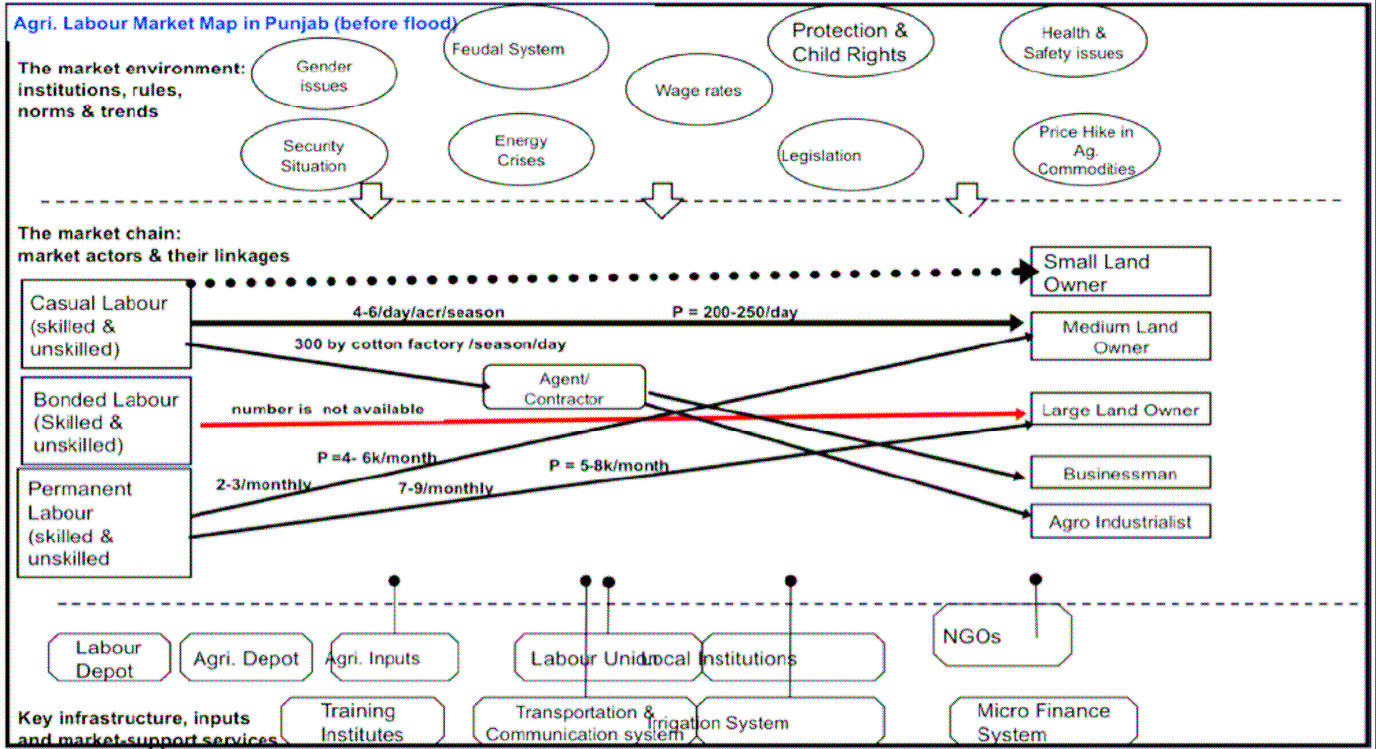 Agri. Labour Market Map in Punjab (before flood)
The market environment:
institutions, rules,
norms & trends
Gender
issues
Feudal System
Wage rates
Protection &
Child Rights
Health &
Safety issues
Security
Situation
Energy
Crises
Legislation
Price Hike in
Ag.
Commodities
The market chain:
market actors & their linkages
Casual Labour
(skilled &
unskilled)
Bonded Labour
(Skilled &
unskilled)
Permanent
Labour
(skilled &
unskilled
4-6/day/acr/season
P = 200-250/day
300 by cotton factory /season/day
Agent/
Contractor
number is not available
P =4- 6k/month
2-3/monthly
P = 5-8k/month
7-9/monthly
Small Land
Owner
Medium Land
Owner
Large Land Owner
Businessman
Agro Industrialist
Labour
Depot
Agri. Depot
Agri. Inputs
Labour Union
Local Institutions
NGOs
Key infrastructure, inputs
and market-support services
Training
Institutes
Transportation &
Communication system
Irrigation System
Micro Finance
System